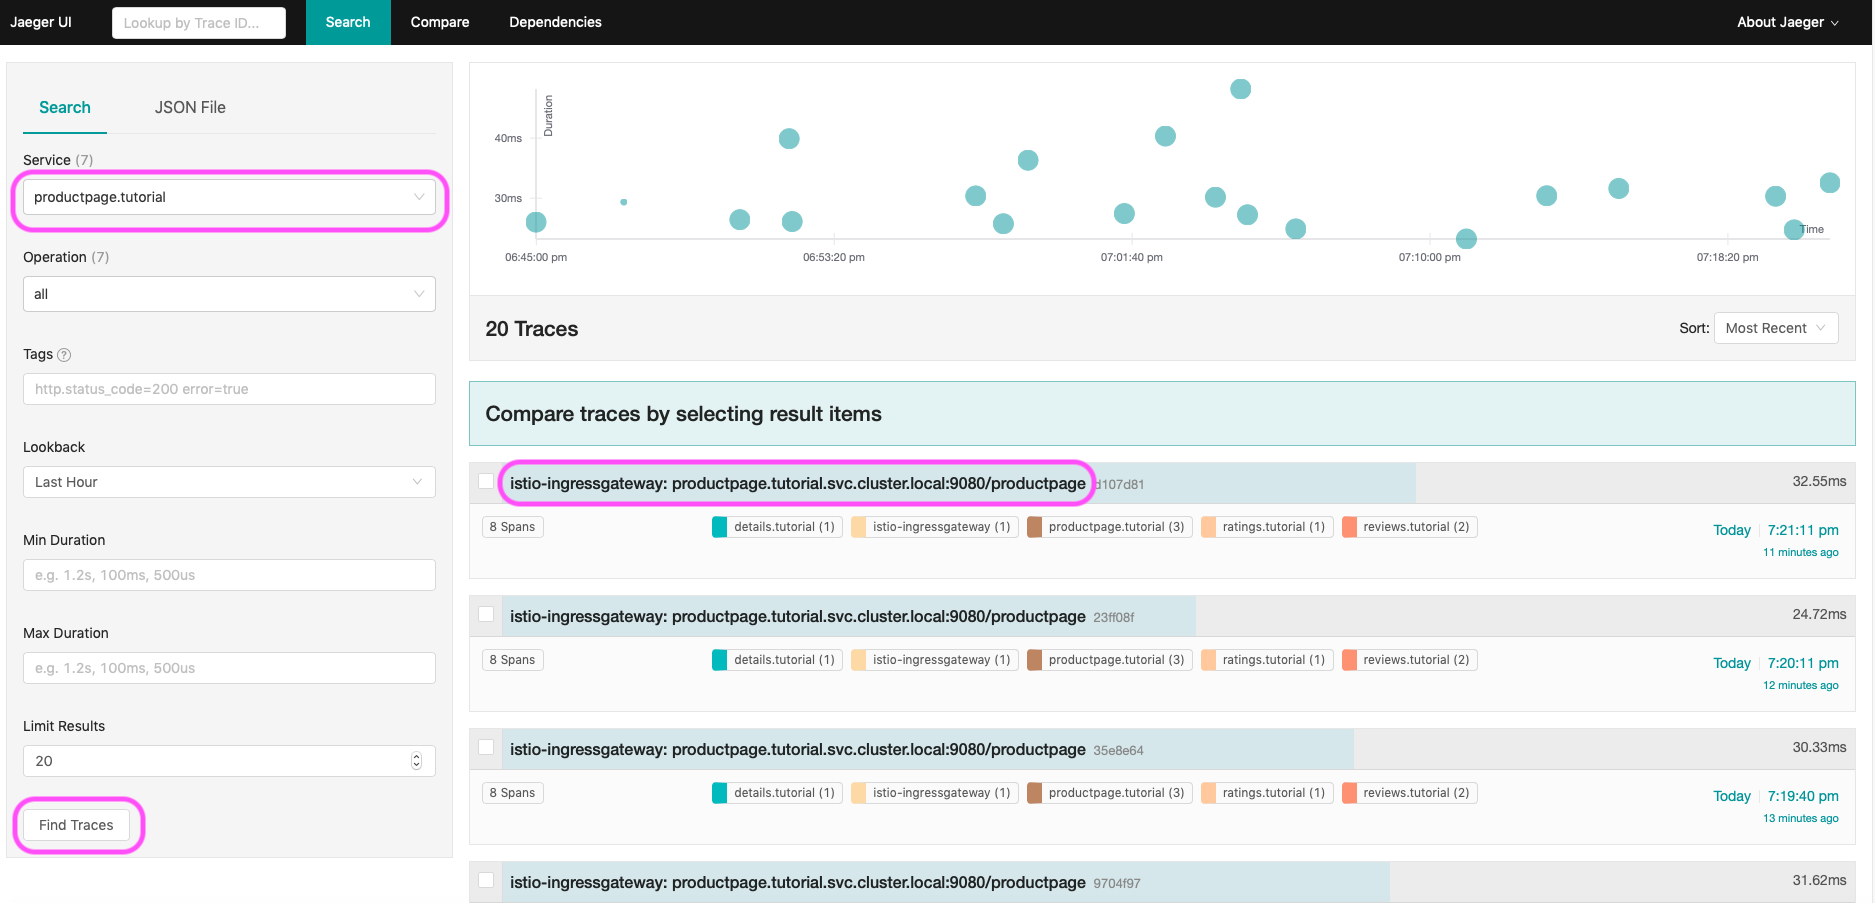 Jaeger UI
Lookup by Trace ID...
Search
Compare
Dependencies
About Jaeger
Search
JSON File
Service (7)
productpage.tutorial
Operation (7)
all
Tags ?
http.status_code=200 error=true
Lookback
Last Hour
Min Duration
e.g. 1.2s, 100ms, 500us
Max Duration
e.g. 1.2s, 100ms, 500us
Limit Results
20
Find Traces
Duration
40ms
30ms
Time
06:45:00 pm
06:53:20 pm
07:01:40 pm
07:10:00 pm
07:18:20 pm
20 Traces
Sort: Most Recent
Compare traces by selecting result items
istio-ingressgateway: productpage.tutorial.svc.cluster.local:9080/productpage d107d81
32.55ms
8 Spans
details.tutorial (1)
istio-ingressgateway (1)
productpage.tutorial (3)
ratings.tutorial (1)
reviews.tutorial (2)
Today 7:21:11 pm
11 minutes ago
istio-ingressgateway: productpage.tutorial.svc.cluster.local:9080/productpage 23ff08f
24.72ms
8 Spans
details.tutorial (1)
istio-ingressgateway (1)
productpage.tutorial (3)
ratings.tutorial (1)
reviews.tutorial (2)
Today 7:20:11 pm
12 minutes ago
istio-ingressgateway: productpage.tutorial.svc.cluster.local:9080/productpage 35e8e64
30.33ms
8 Spans
details.tutorial (1)
istio-ingressgateway (1)
productpage.tutorial (3)
ratings.tutorial (1)
reviews.tutorial (2)
Today 7:19:40 pm
13 minutes ago
istio-ingressgateway: productpage.tutorial.svc.cluster.local:9080/productpage 9704f97
31.62ms